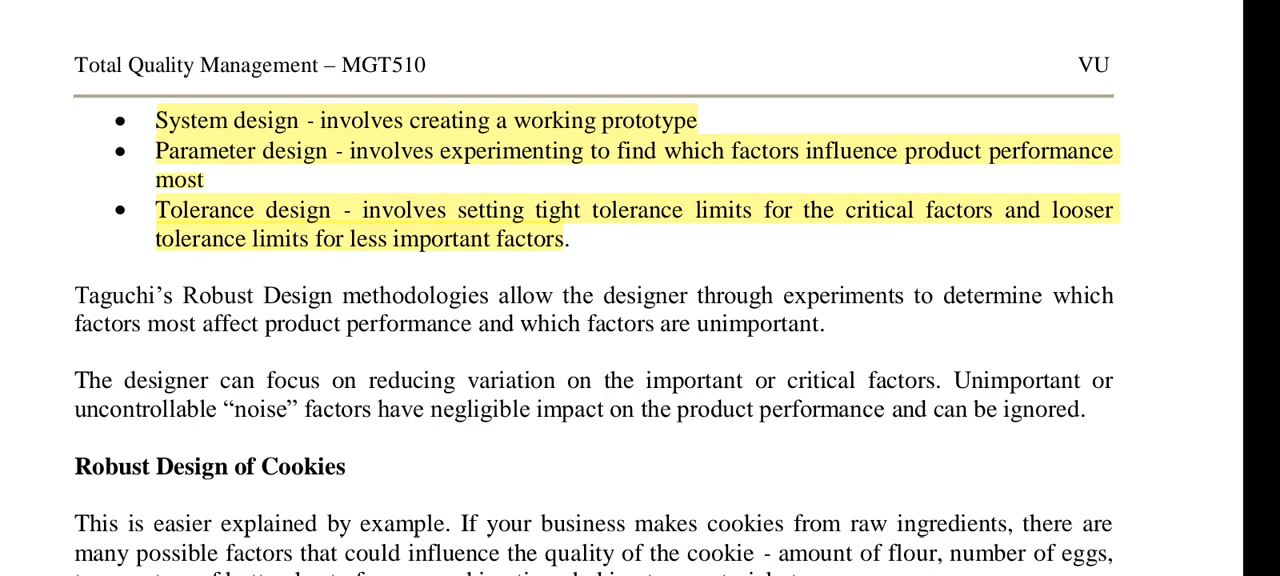 Total Quality Management – MGT510 VU
• System design - involves creating a working prototype
• Parameter design - involves experimenting to find which factors influence product performance
most
• Tolerance design - involves setting tight tolerance limits for the critical factors and looser
tolerance limits for less important factors.
Taguchi’s Robust Design methodologies allow the designer through experiments to determine which
factors most affect product performance and which factors are unimportant.
The designer can focus on reducing variation on the important or critical factors. Unimportant or
uncontrollable “noise” factors have negligible impact on the product performance and can be ignored.
Robust Design of Cookies
This is easier explained by example. If your business makes cookies from raw ingredients, there are
many possible factors that could influence the quality of the cookie - amount of flour, number of eggs,